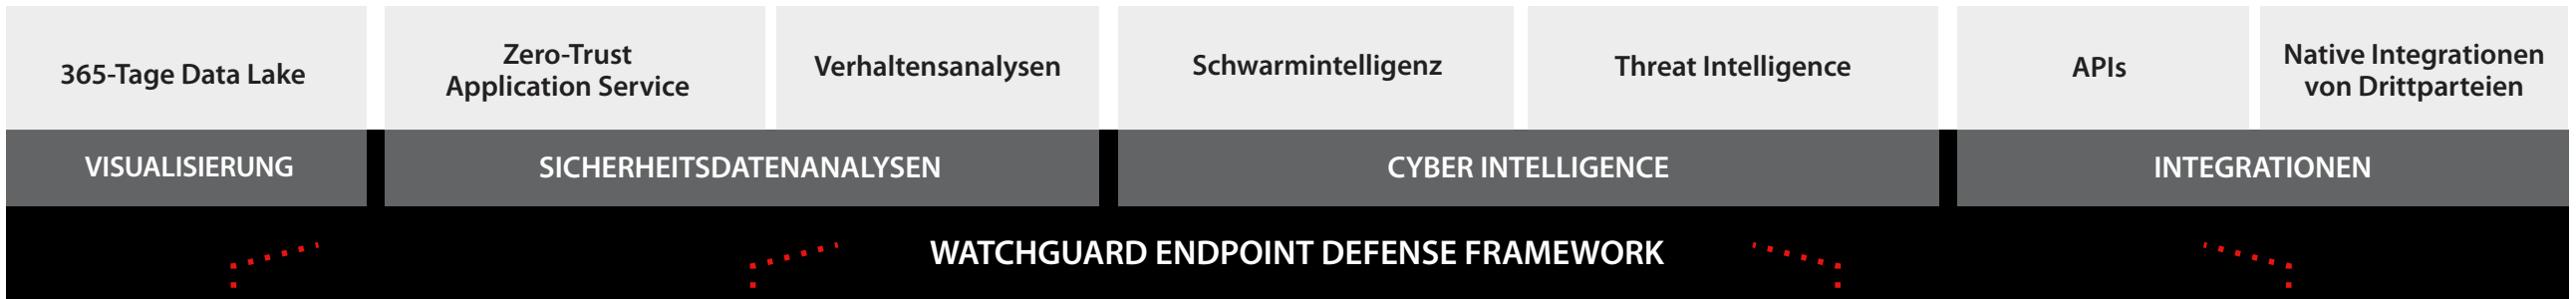 365-Tage Data Lake
Zero-Trust
Application Service
Verhaltensanalysen
Schwarmintelligenz
Threat Intelligence
APIs
Native Integrationen
von Drittparteien
VISUALISIERUNG
SICHERHEITSDATENANALYSEN
CYBER INTELLIGENCE
INTEGRATIONEN
WATCHGUARD ENDPOINT DEFENSE FRAMEWORK